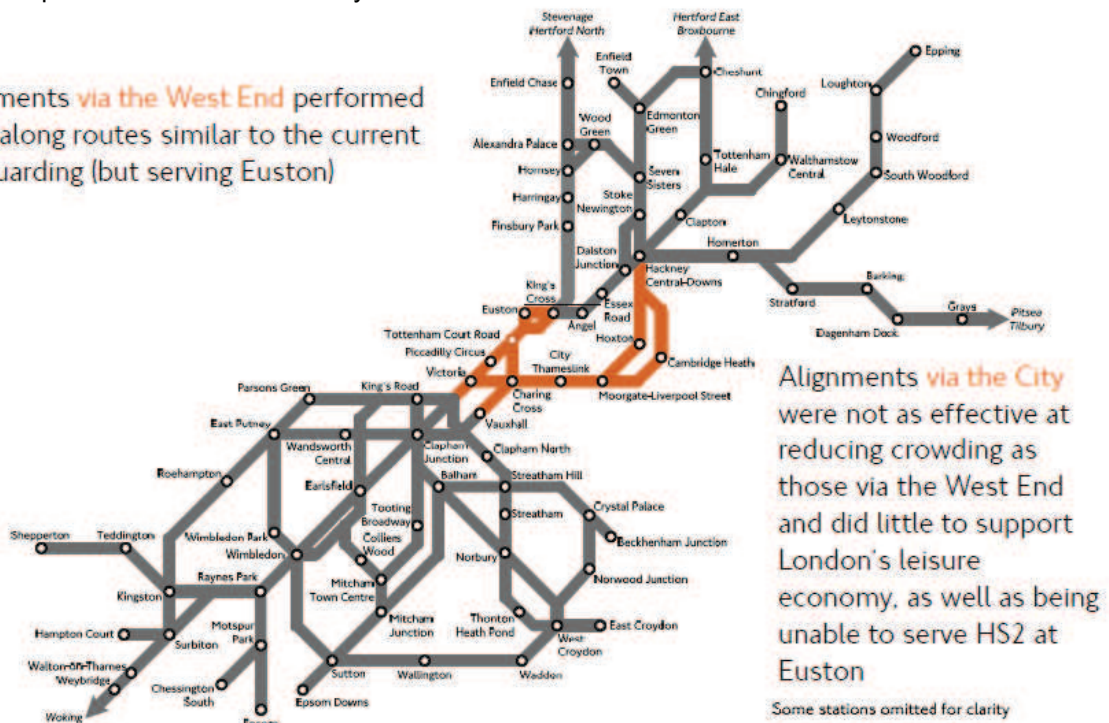 Stevenage
Hertford North
Hertford East
Broxbourne
ments via the West End performed
along routes similar to the current
uarding (but serving Euston)
Enfield
Town
Enfield Chase
Cheshunt
Epping
Loughton
Chingford
Wood
Green
Edmonton
Green
Alexandra Palace
Woodford
Hornsey
Seven
Sisters
Tottenham
Hale
Walthamstow
Central
South Woodford
Harringay
Stoke
Newington
Clapton
Leytonstone
Finsbury Park
Dalston
Junction
Homerton
Hackney
Central-Downs
King's
Cross
Euston
Angel
Essex
Road
Stratford
Barking
Grays
Dagenham Dock
Pitsea
Tilbury
Tottenham Court Road
Hoxton
Piccadilly Circus
City
Thameslink
Cambridge Heath
Victoria
Charing
Cross
Moorgate-Liverpool Street
Parsons Green
King's Road
Vauxhall
East Putney
Wandsworth
Central
Clapham
Junction
Clapham North
Roehampton
Earlsfield
Balham
Streatham Hill
Tooting
Broadway
Streatham
Crystal Palace
Shepperton
Teddington
Wimbledon Park
Colliers
Wood
Beckhenham Junction
Wimbledon
Norbury
Kingston
Raynes Park
Mitcham
Town Centre
Norwood Junction
Hampton Court
Surbiton
Motspur
Park
Mitcham
Junction
Thonton
Heath Pond
West
Croydon
East Croydon
Walton-on-Thames
Weybridge
Chessington
South
Sutton
Wallington
Waddon
Epsom Downs
Woking
Alignments via the City
were not as effective at
reducing crowding as
those via the West End
and did little to support
London's leisure
economy, as well as being
unable to serve HS2 at
Euston
Some stations omitted for clarity